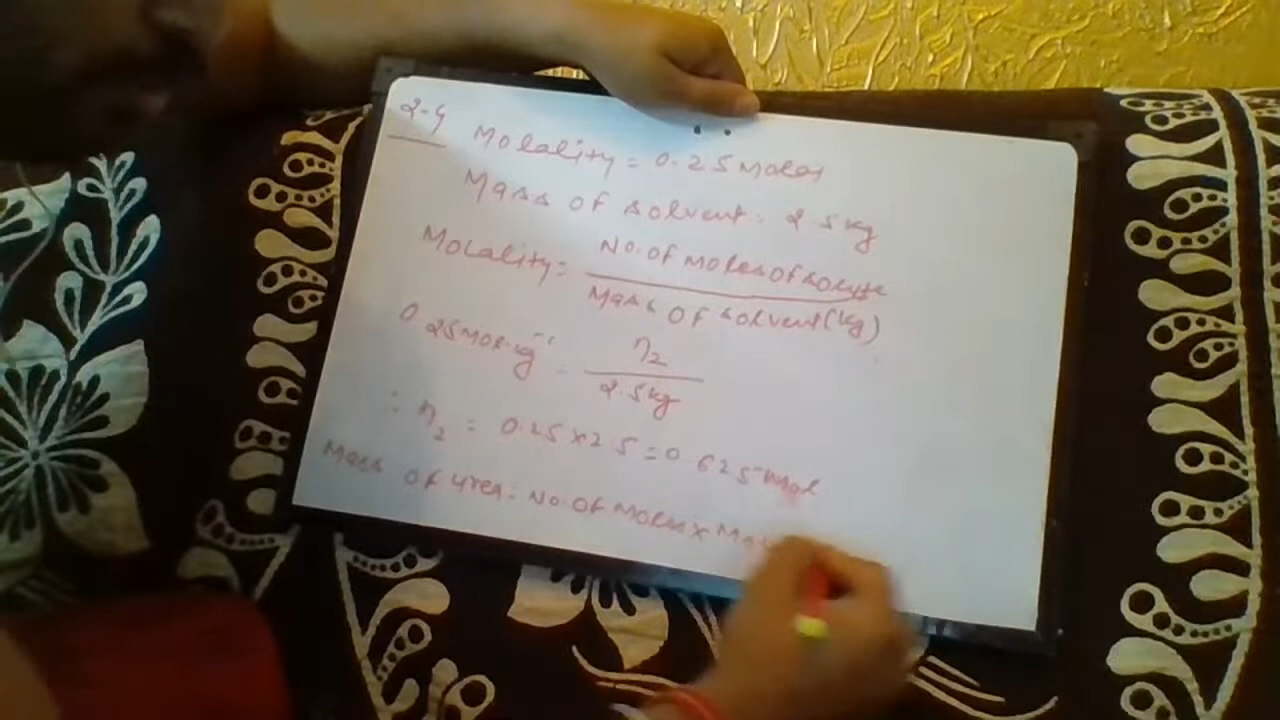 2.4
Molality = 0.25 molal
Mass of solvent = 2.5kg
Molality = No. of moles of solute
Mass of solvent (kg)
0.25 mol kg⁻¹ = η₂
2.5kg
∴ η₂ = 0.25 × 2.5 = 0.625 mol
Mass of urea = No. of moles ×